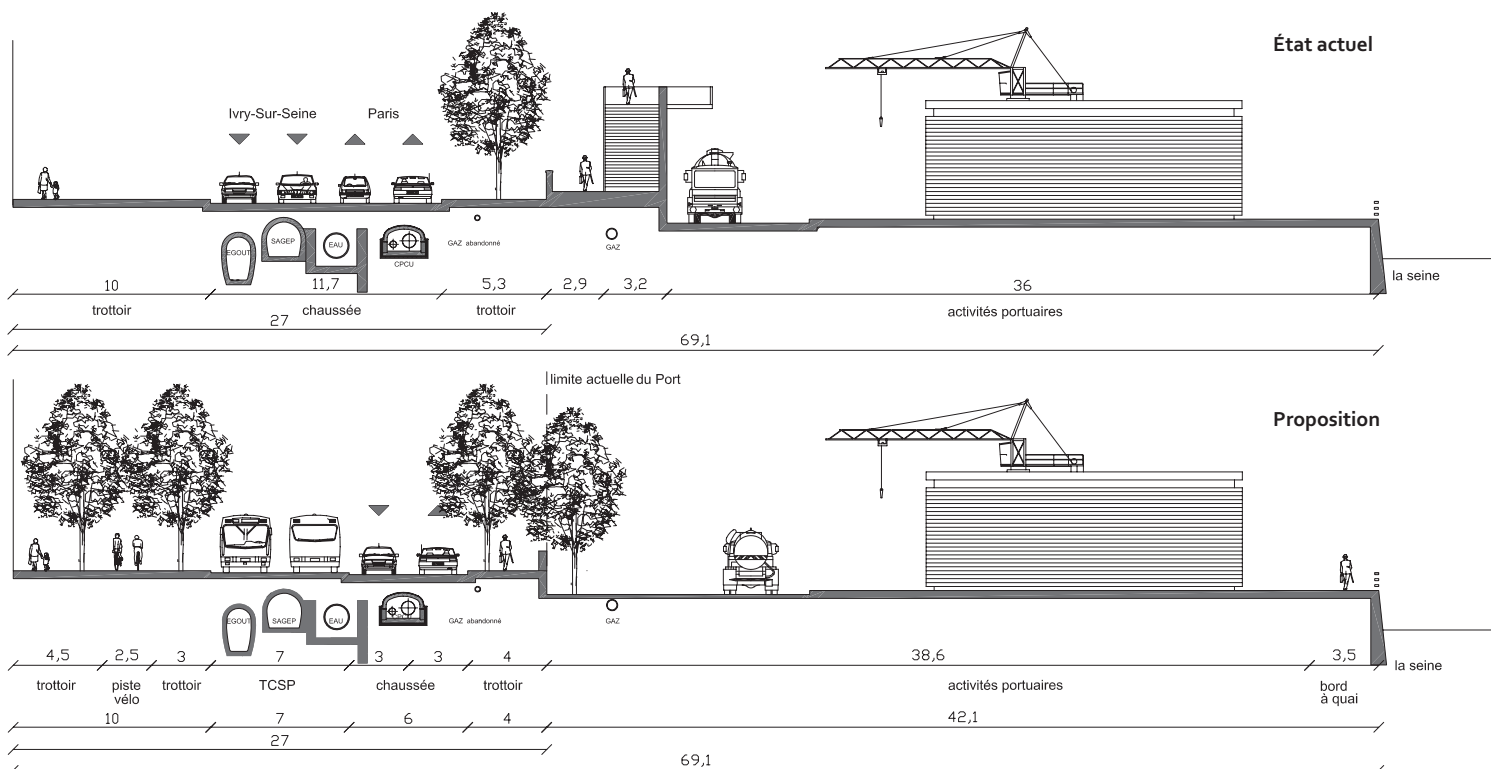 État actuel
Ivry-Sur-Seine Paris
EGOUT SAGEP EAU CPCU GAZ abandonné GAZ
la seine
10 11,7 5,3 2,9 3,2 36
trottoir chaussée trottoir activités portuaires
27
69,1
limite actuelle du Port
Proposition
EGOUT SAGEP EAU GAZ abandonné GAZ
4,5 2,5 3 7 3 3 4 38,6 3,5
la seine
trottoir piste trottoir TCSP chaussée trottoir activités portuaires bord
vélo à quai
10 7 6 4 42,1
27
69,1